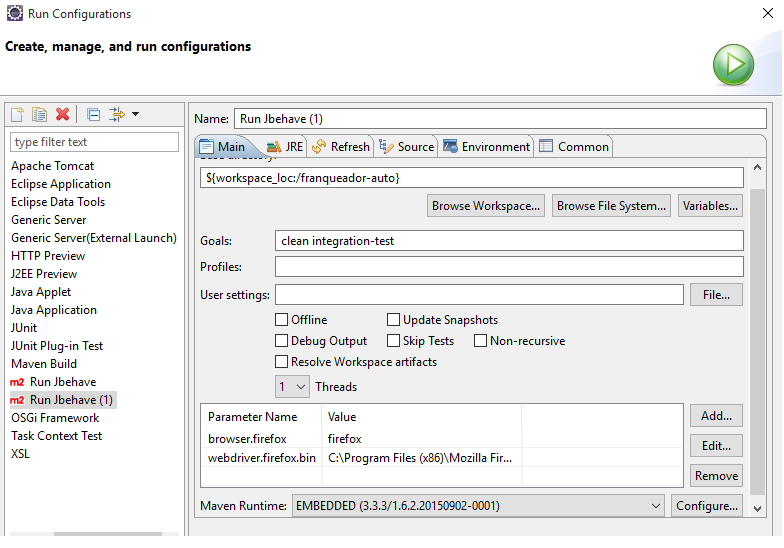 Run Configurations
Create, manage, and run configurations
type filter text
Apache Tomcat
Eclipse Application
Eclipse Data Tools
Generic Server
Generic Server(External Launch)
HTTP Preview
J2EE Preview
Java Applet
Java Application
JUnit
JUnit Plug-in Test
Maven Build
m2 Run Jbehave
m2 Run Jbehave (1)
OSGi Framework
Task Context Test
XSL
Name: Run Jbehave (1)
Main JRE Refresh Source Environment Common
${workspace_loc:/franqueador-auto}
Browse Workspace... Browse File System... Variables...
Goals: clean integration-test
Profiles:
User settings: File...
Offline Update Snapshots
Debug Output Skip Tests Non-recursive
Resolve Workspace artifacts
1 Threads
Parameter Name Value Add...
browser.firefox firefox Edit...
webdriver.firefox.bin C:\Program Files (x86)\Mozilla Fir...
Remove
Maven Runtime: EMBEDDED (3.3.3/1.6.2.20150902-0001) Configure...